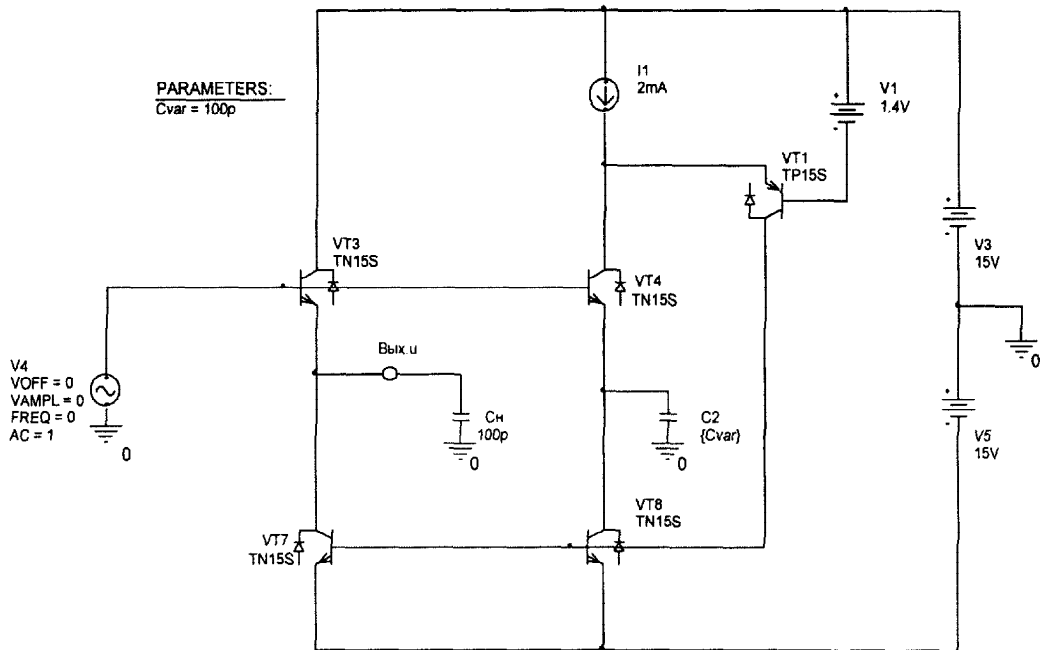 PARAMETERS:
Cvar = 100p
I1
2mA
V1
1.4V
VT1
TP15S
VT3
TN15S
VT4
TN15S
V3
15V
0
Вых.u
V4
VOFF = 0
VAMPL = 0
FREQ = 0
AC = 1
0
Сн
100p
0
C2
{Cvar}
0
V5
15V
VT7
TN15S
VT8
TN15S